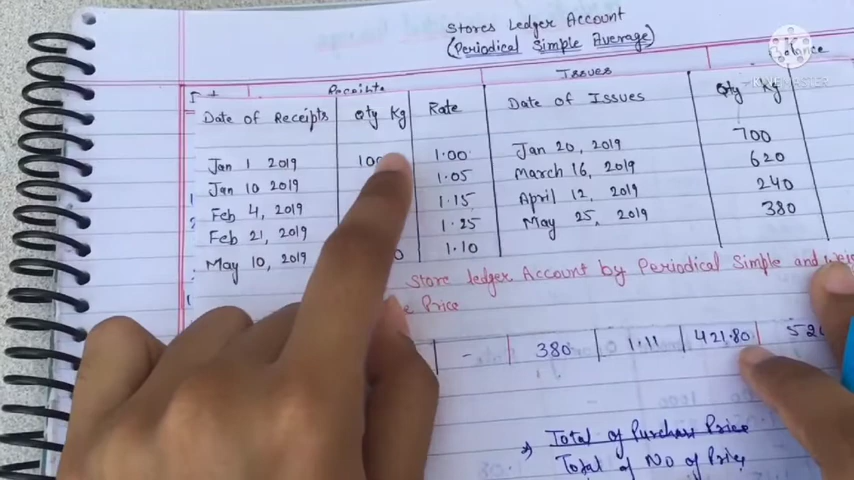 Stores Ledger Account
(Periodical Simple Average)
Receipts Issues Balance
KINEMASTER
Date of Receipts Qty Kg Rate Date of Issues Qty Kg
Jan 1 2019 1.00 Jan 20, 2019 700
Jan 10 2019 1.05 March 16, 2019 620
Feb 4, 2019 1.15 April 12, 2019 240
Feb 21, 2019 1.25 May 25, 2019 380
May 10, 2019 1.10
Store ledger Account by Periodical Simple and
Price
- 380 1.11 421.80
Total of Purchase Price
Total of No of Price